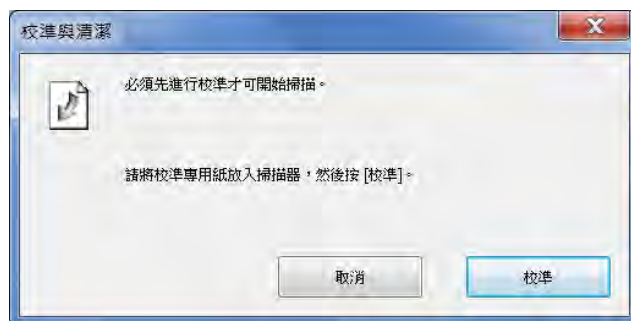 校準與清潔
必須先進行校準才可開始掃描。
請將校準專用紙放入掃描器，然後按 [校準]。
取消
校準